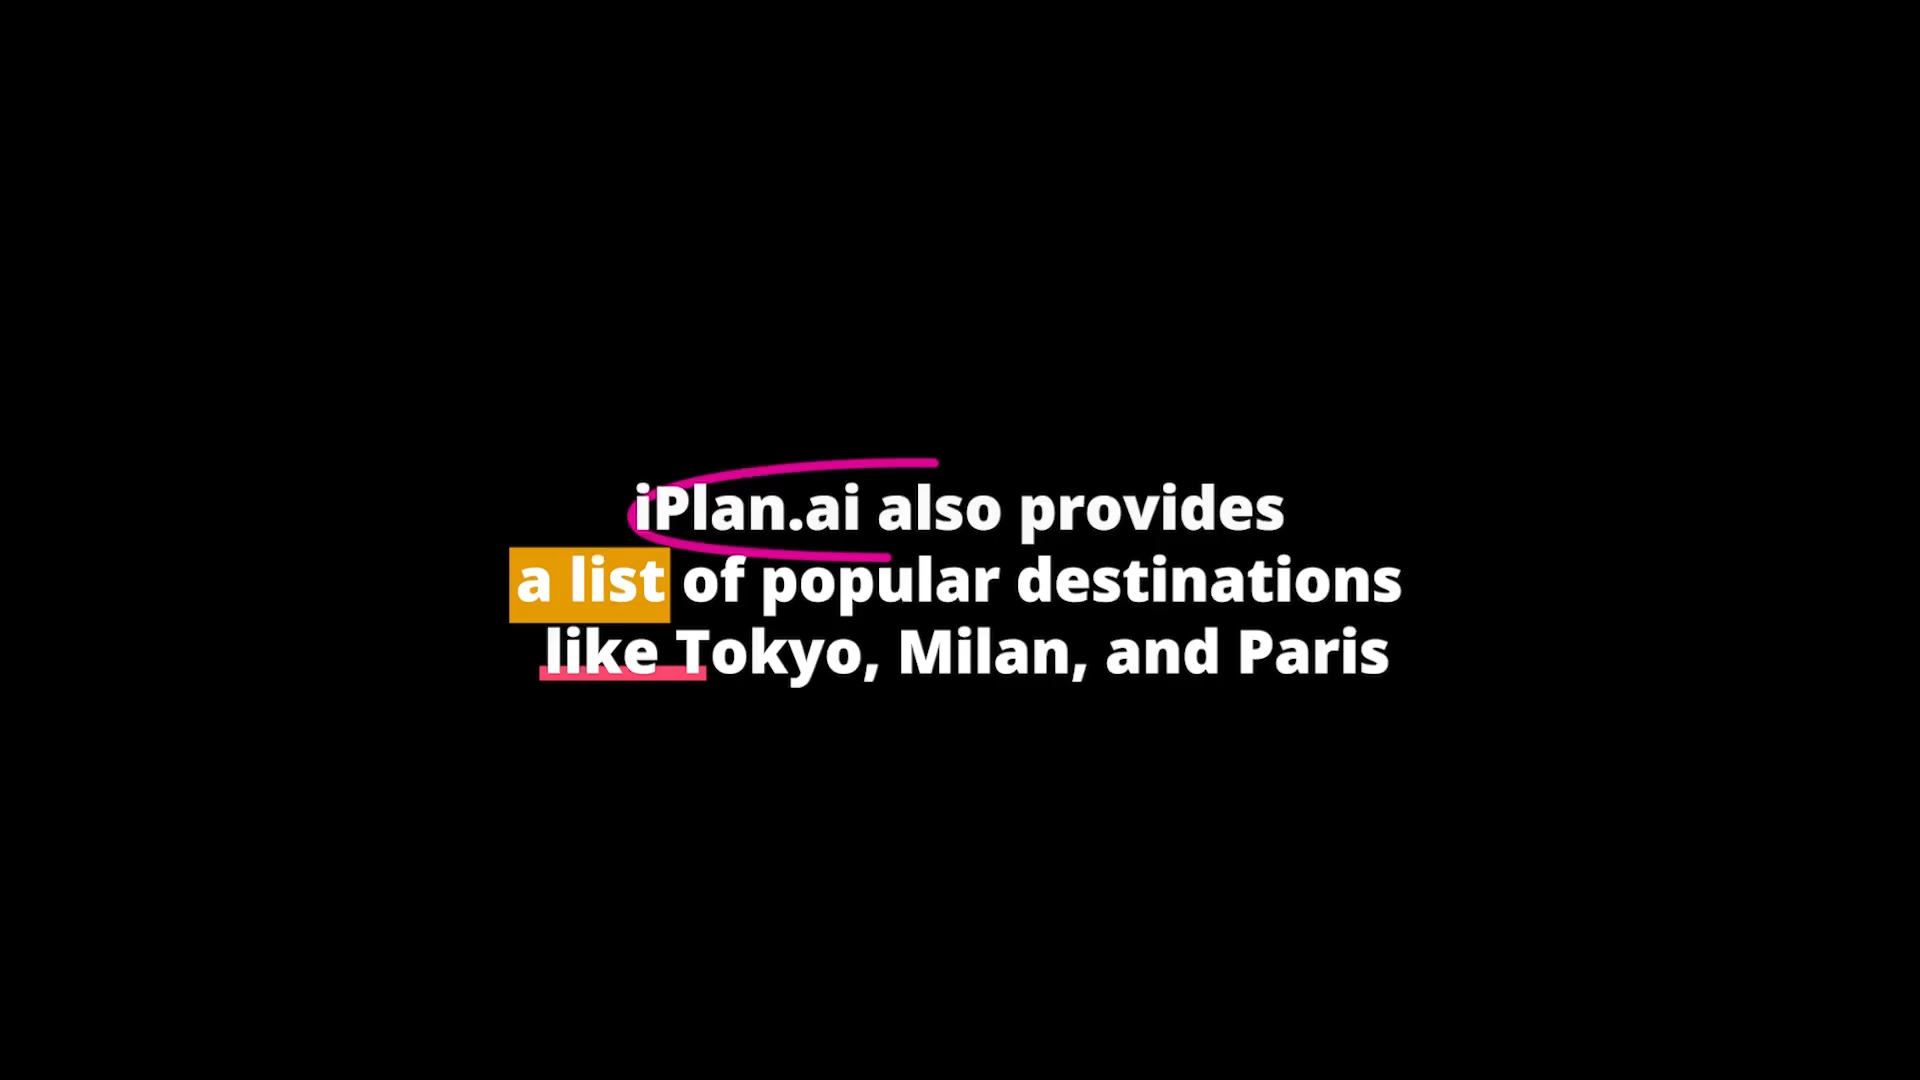 iPlan.ai also provides
a list of popular destinations
like Tokyo, Milan, and Paris